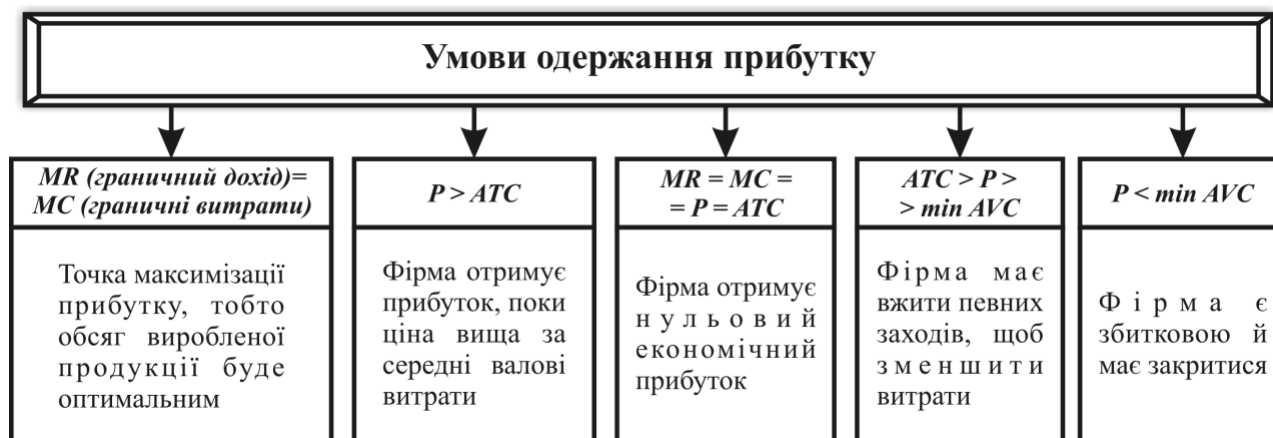 Умови одержання прибутку
MR (граничний дохід)=
MC (граничні витрати)
Точка максимізації
прибутку, тобто
обсяг виробленої
продукції буде
оптимальним
P > ATC
Фірма отримує
прибуток, поки
ціна вища за
середні валові
витрати
MR = MC =
= P = ATC
Фірма отримує
нульовий
економічний
прибуток
ATC > P >
> min AVC
Фірма має
вжити певних
заходів, щоб
зменшити
витрати
P < min AVC
Фірма є
збитковою й
має закритися